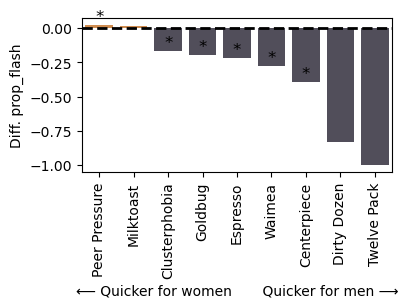 *
0.00
* * * * *
−0.25
−0.50
−0.75
−1.00
Diff. prop_flash
Peer Pressure
Milktoast
Clusterphobia
Goldbug
Espresso
Waimea
Centerpiece
Dirty Dozen
Twelve Pack
⟵ Quicker for women Quicker for men ⟶